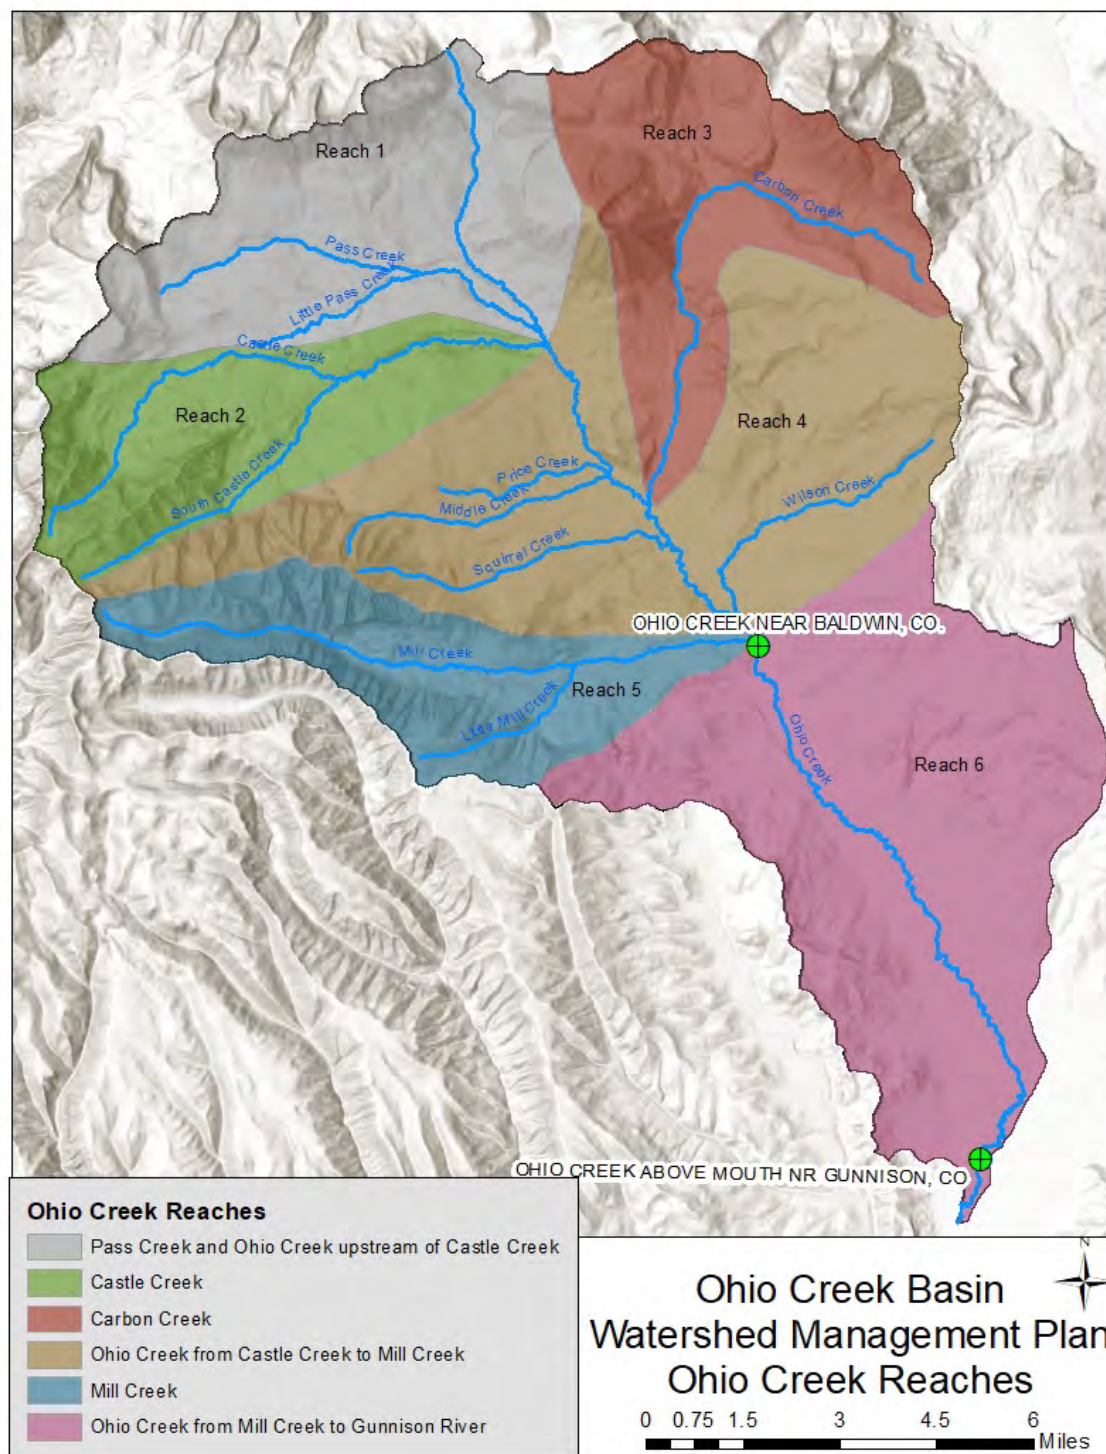 Reach 1
Reach 3
Carbon Creek
Pass Creek
Little Pass Creek
Castle Creek
Reach 2
Reach 4
South Castle Creek
Price Creek
Middle Creek
Wilson Creek
Squirrel Creek
OHIO CREEK NEAR BALDWIN, CO.
Mill Creek
Reach 5
Little Mill Creek
Ohio Creek
Reach 6
OHIO CREEK ABOVE MOUTH NR GUNNISON, CO
Ohio Creek Reaches
Pass Creek and Ohio Creek upstream of Castle Creek
Castle Creek
Carbon Creek
Ohio Creek from Castle Creek to Mill Creek
Mill Creek
Ohio Creek from Mill Creek to Gunnison River
N
Ohio Creek Basin
Watershed Management Plan
Ohio Creek Reaches
0 0.75 1.5 3 4.5 6
Miles